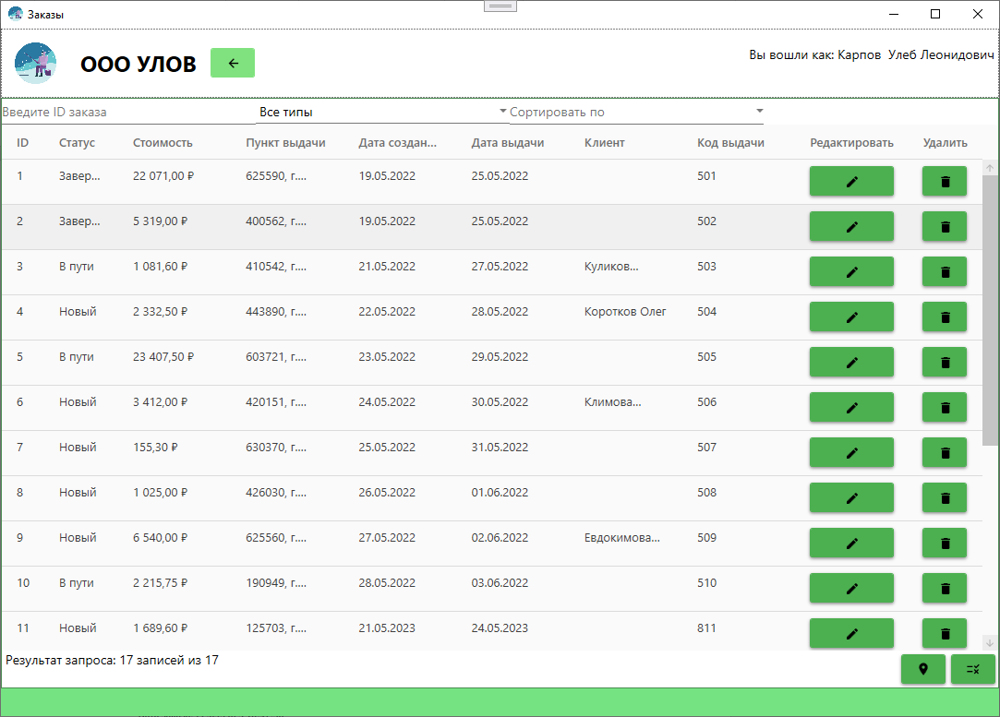 Заказы
ООО УЛОВ
Вы вошли как: Карпов Улеб Леонидович
Введите ID заказа Все типы Сортировать по
ID Статус Стоимость Пункт выдачи Дата создан... Дата выдачи Клиент Код выдачи Редактировать Удалить
1 Завер... 22 071,00 ₽ 625590, г.... 19.05.2022 25.05.2022 501
2 Завер... 5 319,00 ₽ 400562, г.... 19.05.2022 25.05.2022 502
3 В пути 1 081,60 ₽ 410542, г.... 21.05.2022 27.05.2022 Куликов... 503
4 Новый 2 332,50 ₽ 443890, г.... 22.05.2022 28.05.2022 Коротков Олег 504
5 В пути 23 407,50 ₽ 603721, г.... 23.05.2022 29.05.2022 505
6 Новый 3 412,00 ₽ 420151, г.... 24.05.2022 30.05.2022 Климова... 506
7 Новый 155,30 ₽ 630370, г.... 25.05.2022 31.05.2022 507
8 Новый 1 025,00 ₽ 426030, г.... 26.05.2022 01.06.2022 508
9 Новый 6 540,00 ₽ 625560, г.... 27.05.2022 02.06.2022 Евдокимова... 509
10 В пути 2 215,75 ₽ 190949, г.... 28.05.2022 03.06.2022 510
11 Новый 1 689,60 ₽ 125703, г.... 21.05.2023 24.05.2023 811
Результат запроса: 17 записей из 17